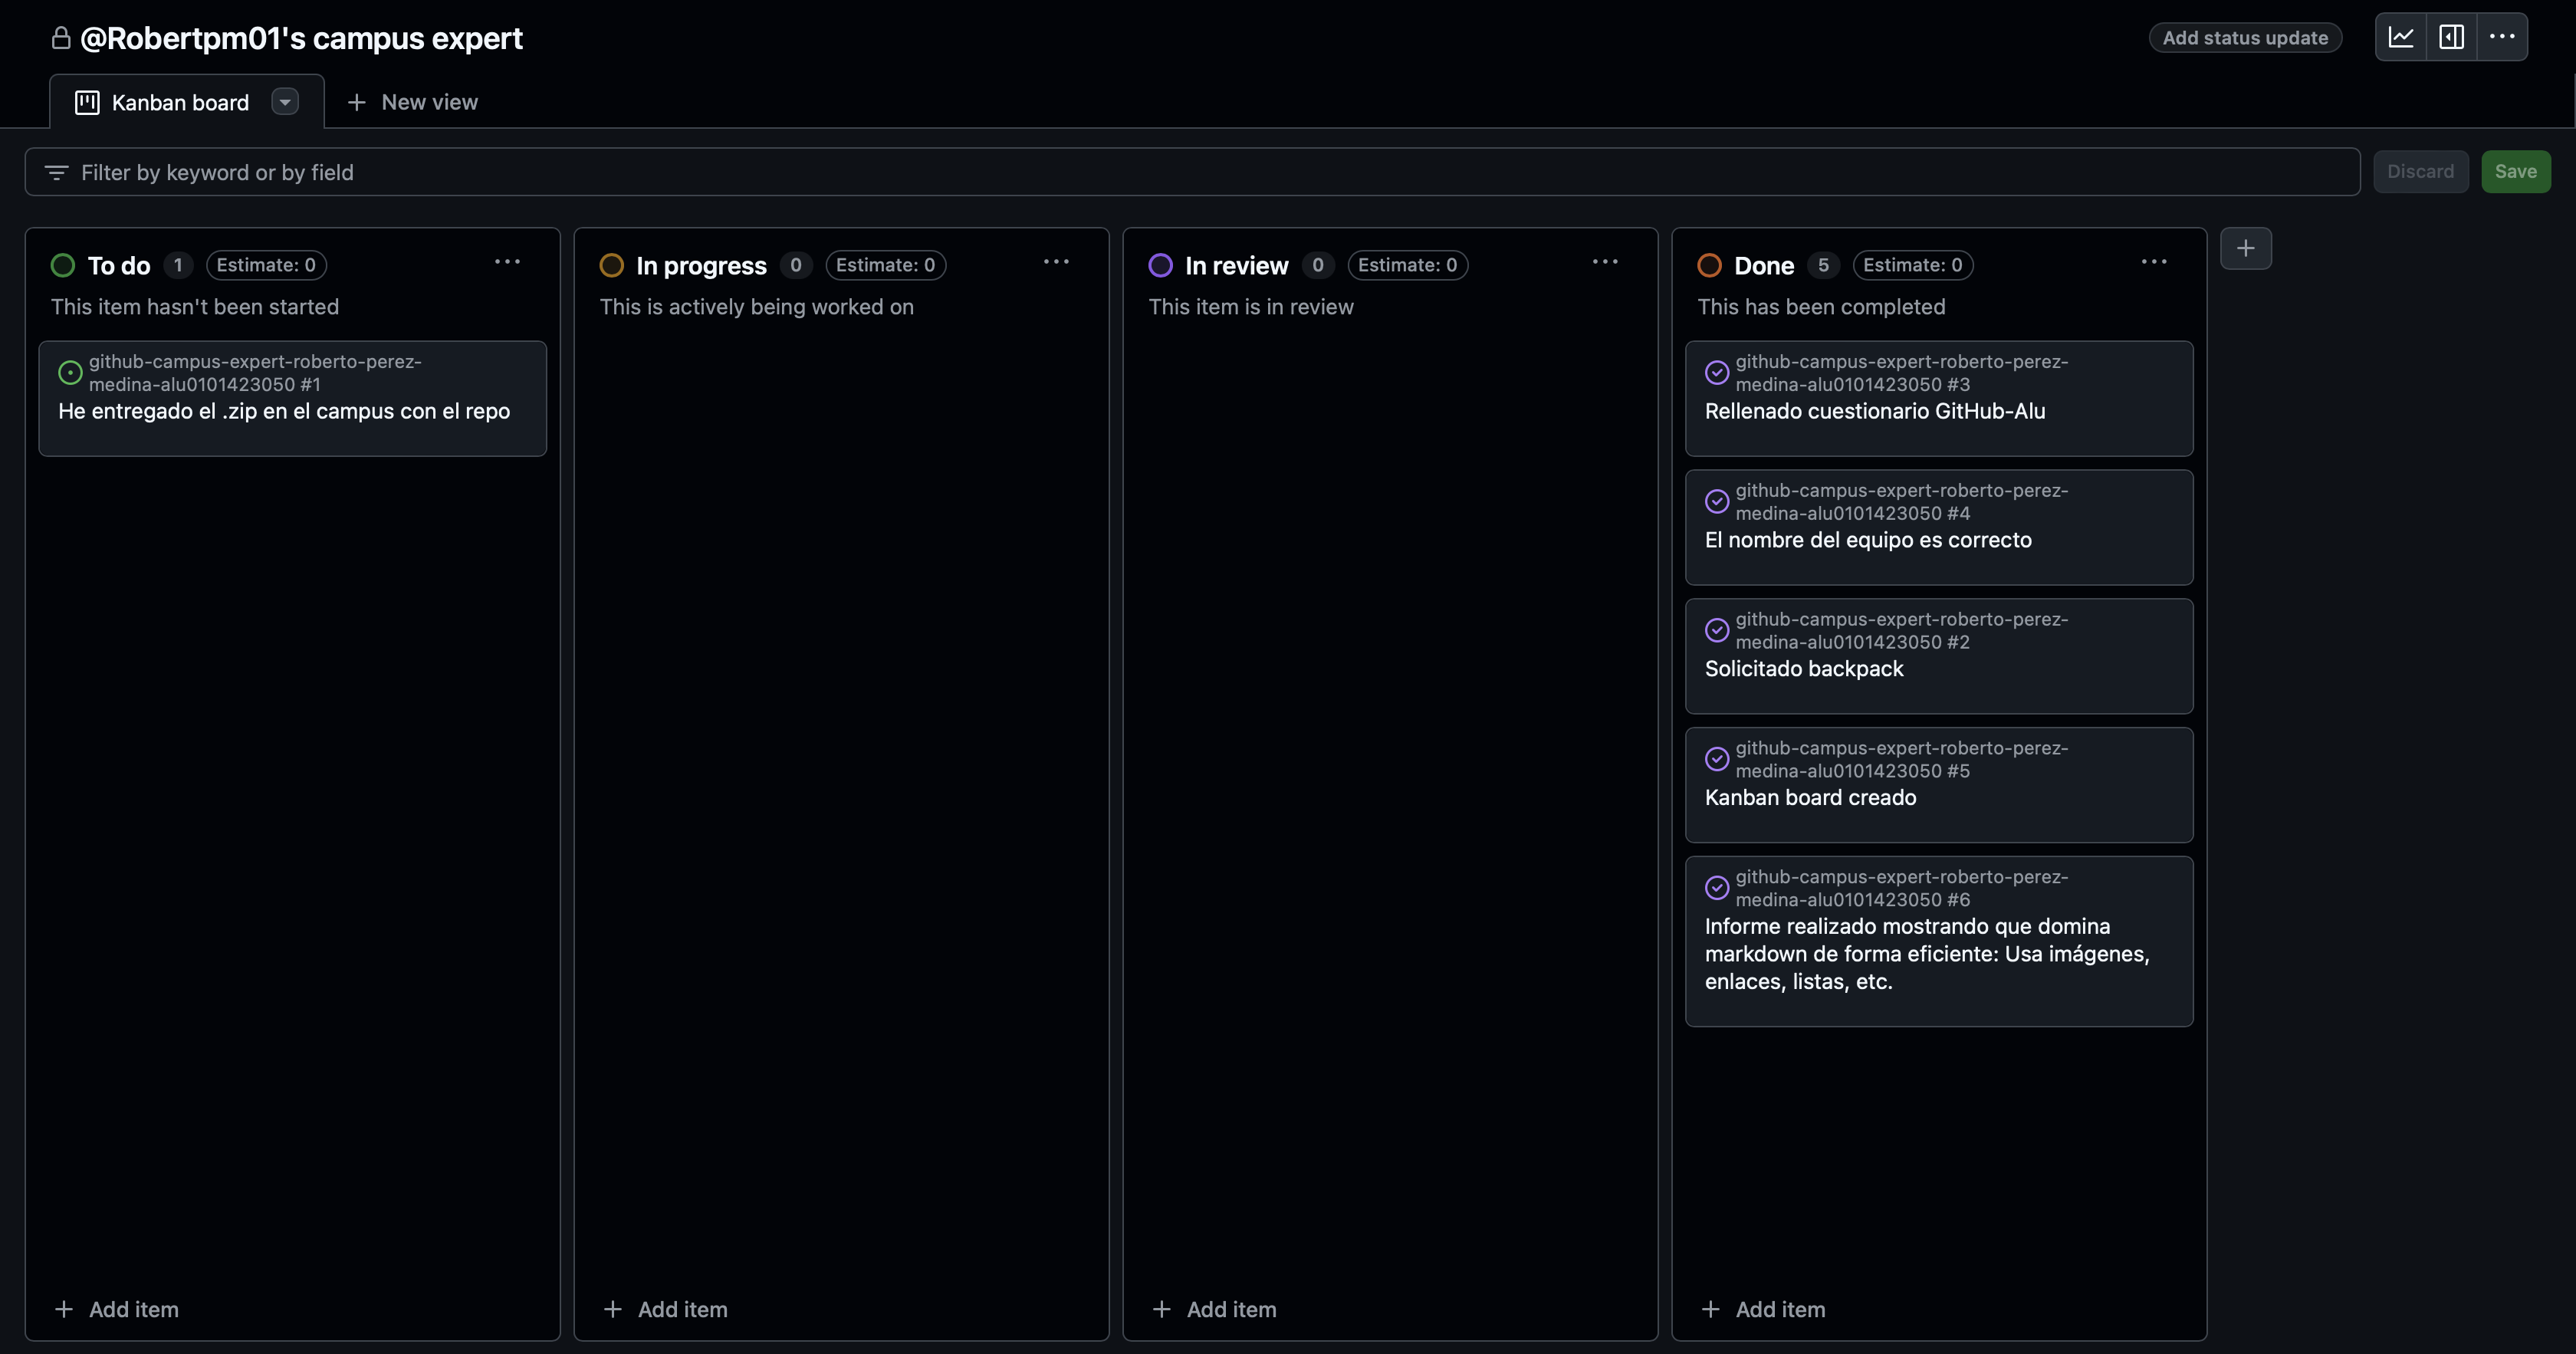 @Robertpm01's campus expert
Add status update
Kanban board
New view
Filter by keyword or by field
Discard
Save
To do 1 Estimate: 0
This item hasn't been started
github-campus-expert-roberto-perez-
medina-alu0101423050 #1
He entregado el .zip en el campus con el repo
Add item
In progress 0 Estimate: 0
This is actively being worked on
Add item
In review 0 Estimate: 0
This item is in review
Add item
Done 5 Estimate: 0
This has been completed
github-campus-expert-roberto-perez-
medina-alu0101423050 #3
Rellenado cuestionario GitHub-Alu
github-campus-expert-roberto-perez-
medina-alu0101423050 #4
El nombre del equipo es correcto
github-campus-expert-roberto-perez-
medina-alu0101423050 #2
Solicitado backpack
github-campus-expert-roberto-perez-
medina-alu0101423050 #5
Kanban board creado
github-campus-expert-roberto-perez-
medina-alu0101423050 #6
Informe realizado mostrando que domina
markdown de forma eficiente: Usa imágenes,
enlaces, listas, etc.
Add item